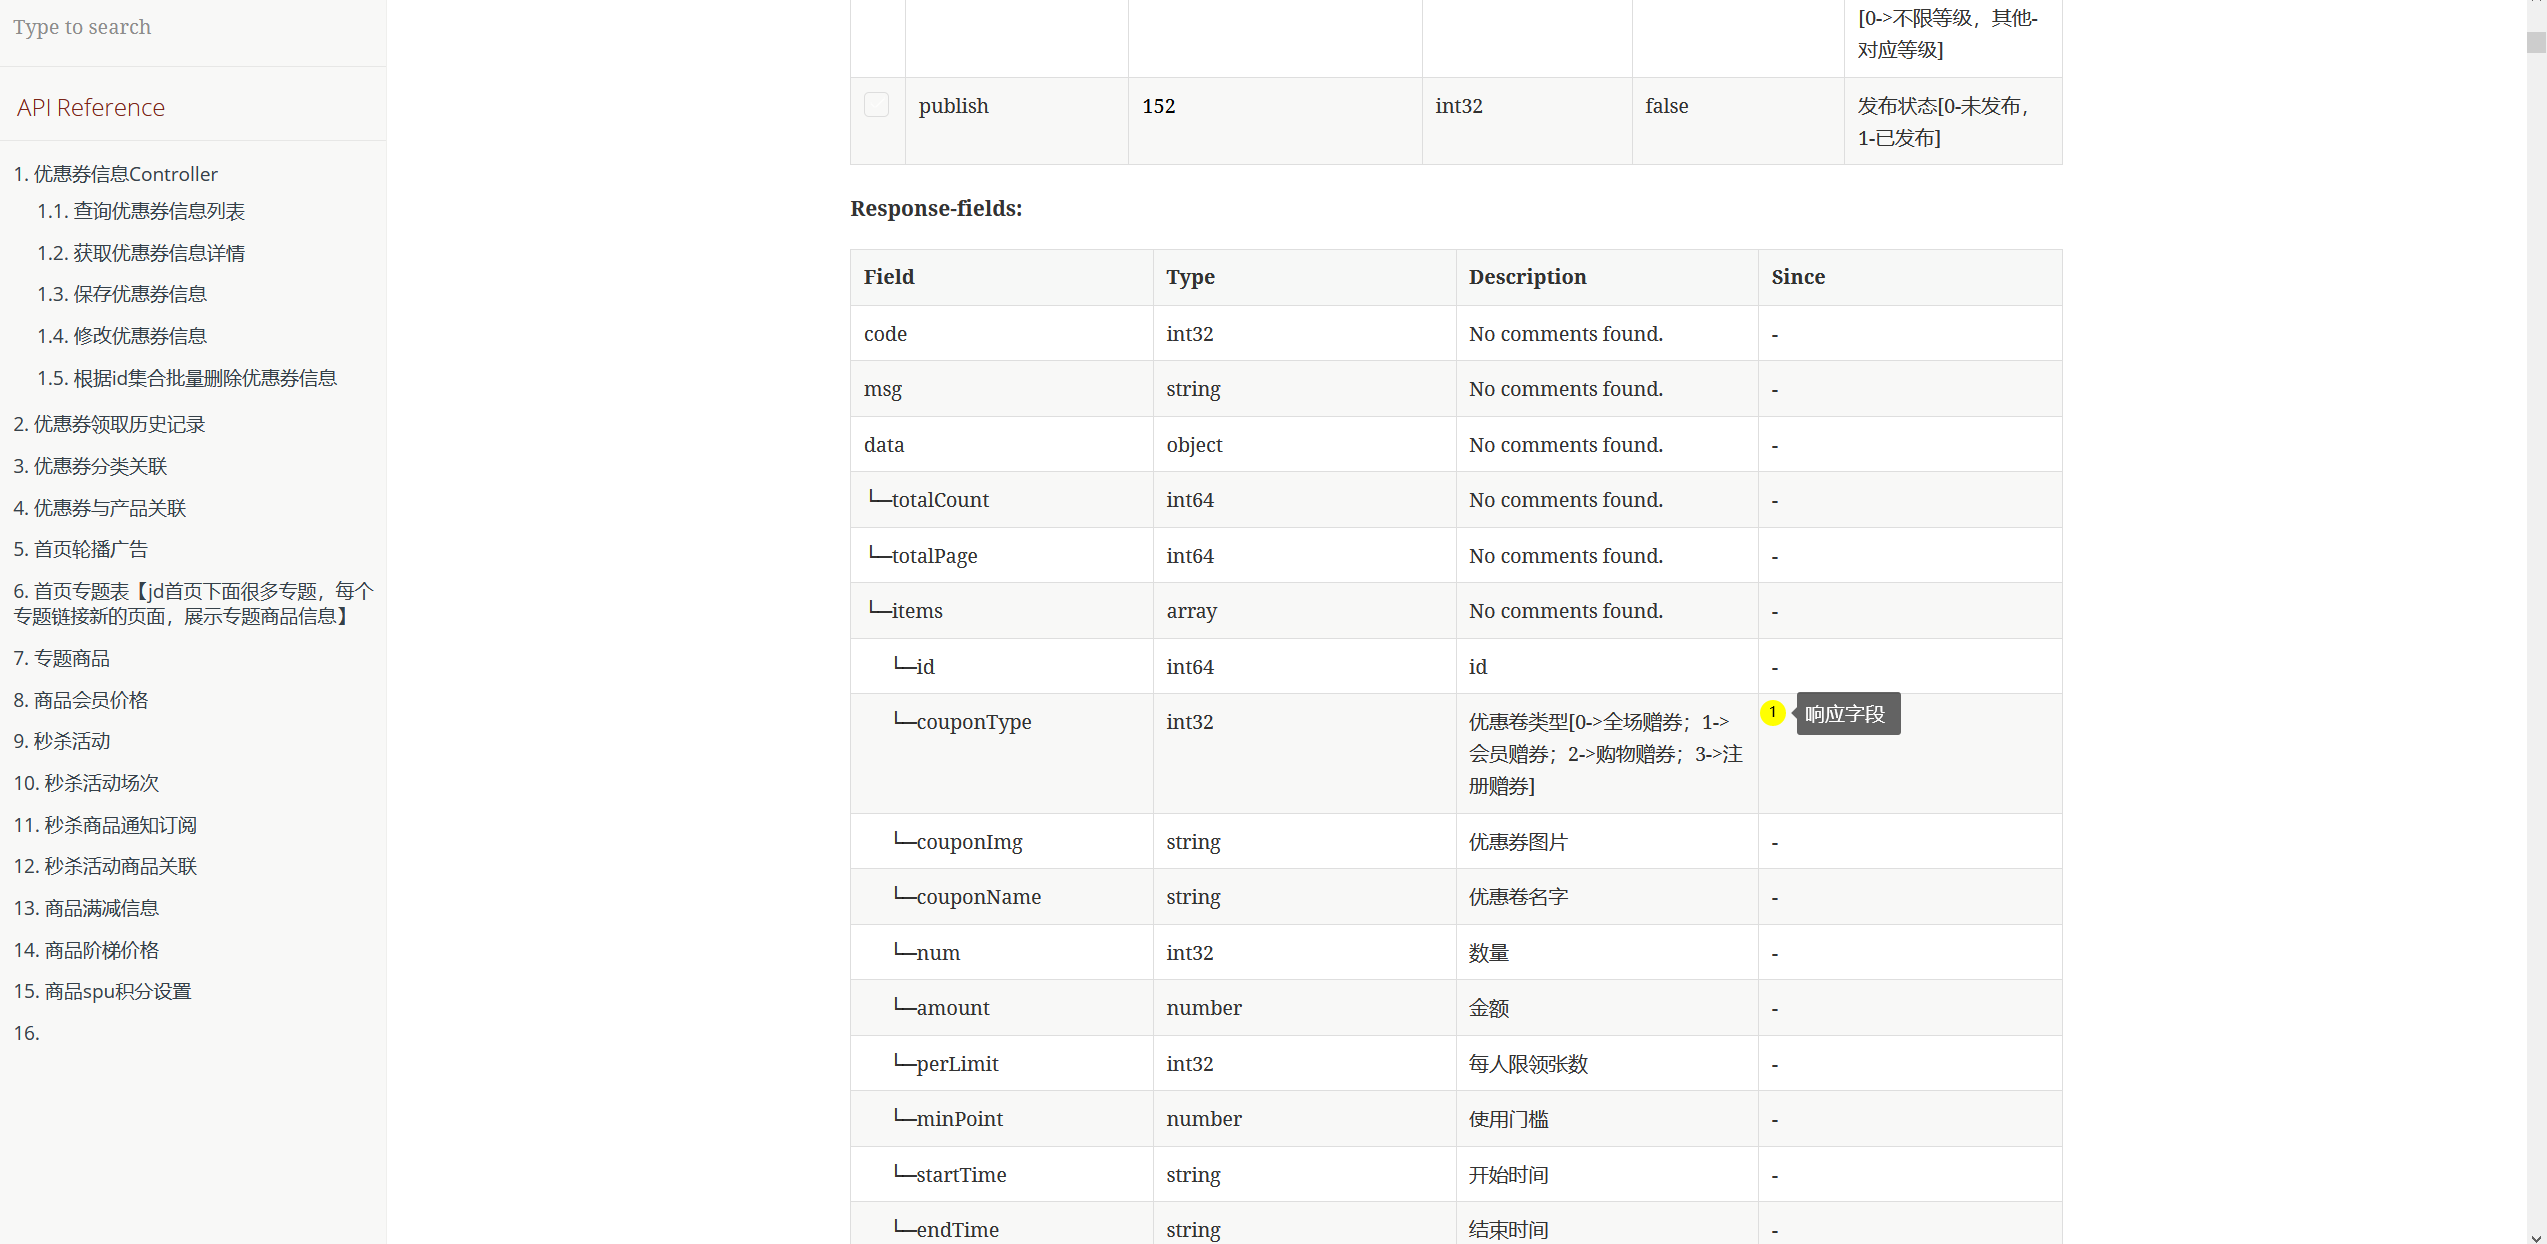 Type to search
API Reference
1. 优惠券信息Controller
1.1. 查询优惠券信息列表
1.2. 获取优惠券信息详情
1.3. 保存优惠券信息
1.4. 修改优惠券信息
1.5. 根据id集合批量删除优惠券信息
2. 优惠券领取历史记录
3. 优惠券分类关联
4. 优惠券与产品关联
5. 首页轮播广告
6. 首页专题表【jd首页下面很多专题，每个
专题链接新的页面，展示专题商品信息】
7. 专题商品
8. 商品会员价格
9. 秒杀活动
10. 秒杀活动场次
11. 秒杀商品通知订阅
12. 秒杀活动商品关联
13. 商品满减信息
14. 商品阶梯价格
15. 商品spu积分设置
16.
[0->不限等级，其他-
对应等级]
publish 152 int32 false 发布状态[0-未发布，
1-已发布]
Response-fields:
Field Type Description Since
code int32 No comments found. -
msg string No comments found. -
data object No comments found. -
└─totalCount int64 No comments found. -
└─totalPage int64 No comments found. -
└─items array No comments found. -
└─id int64 id -
└─couponType int32 优惠卷类型[0->全场赠券；1-> 1 响应字段
会员赠券；2->购物赠券；3->注
册赠券]
└─couponImg string 优惠券图片 -
└─couponName string 优惠卷名字 -
└─num int32 数量 -
└─amount number 金额 -
└─perLimit int32 每人限领张数 -
└─minPoint number 使用门槛 -
└─startTime string 开始时间 -
└─endTime string 结束时间 -